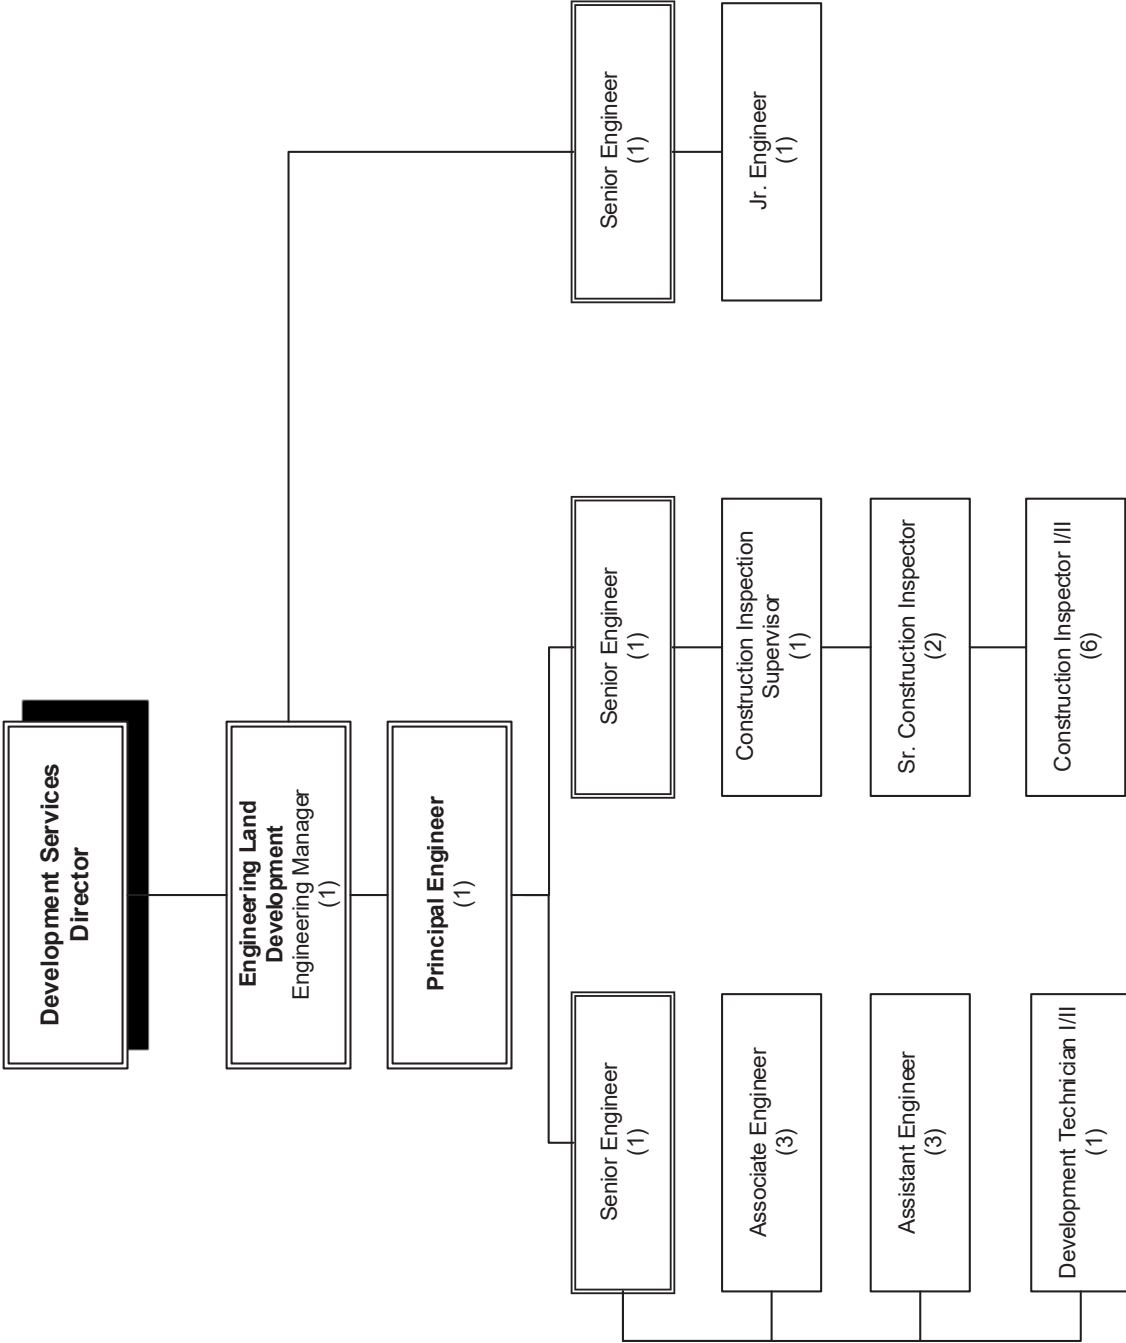 Development Services
Director
Engineering Land
Development
Engineering Manager
(1)
Principal Engineer
(1)
Senior Engineer
(1)
Associate Engineer
(3)
Assistant Engineer
(3)
Development Technician I/II
(1)
Senior Engineer
(1)
Construction Inspection
Supervisor
(1)
Sr. Construction Inspector
(2)
Construction Inspector I/II
(6)
Senior Engineer
(1)
Jr. Engineer
(1)